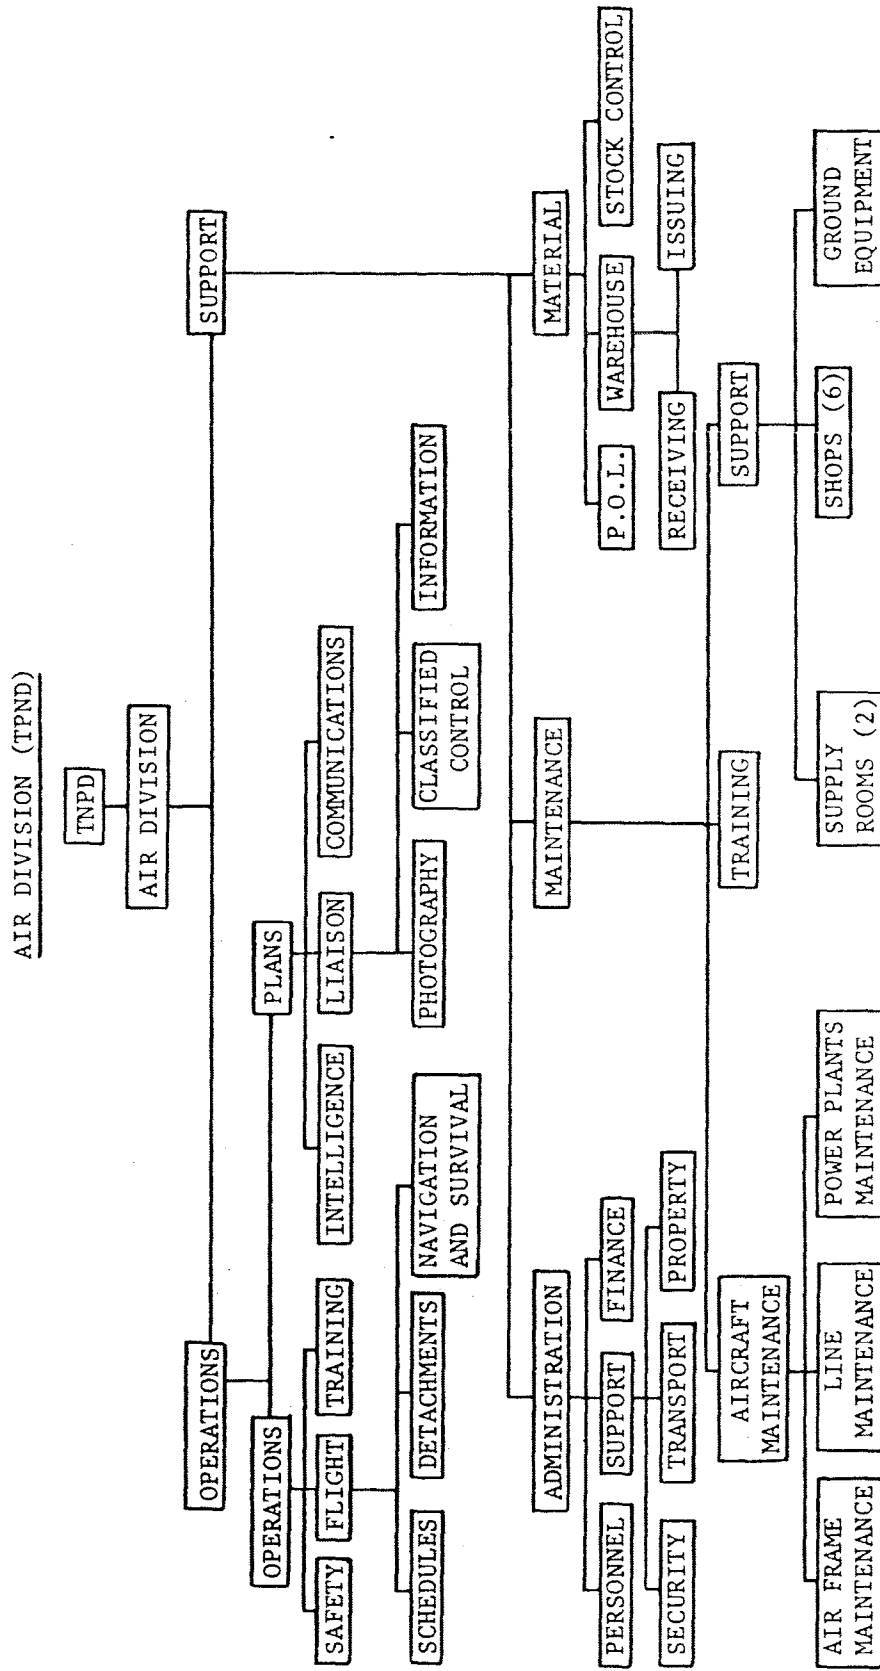 AIR DIVISION (TPND)
TNPD
AIR DIVISION
OPERATIONS
SUPPORT
OPERATIONS
PLANS
SAFETY
FLIGHT
TRAINING
INTELLIGENCE
LIAISON
COMMUNICATIONS
SCHEDULES
DETACHMENTS
NAVIGATION
AND SURVIVAL
PHOTOGRAPHY
CLASSIFIED
CONTROL
INFORMATION
ADMINISTRATION
MAINTENANCE
MATERIAL
PERSONNEL
SUPPORT
FINANCE
P.O.L.
WAREHOUSE
STOCK CONTROL
SECURITY
TRANSPORT
PROPERTY
RECEIVING
ISSUING
AIRCRAFT
MAINTENANCE
TRAINING
SUPPORT
AIR FRAME
MAINTENANCE
LINE
MAINTENANCE
POWER PLANTS
MAINTENANCE
SUPPLY
ROOMS (2)
SHOPS (6)
GROUND
EQUIPMENT